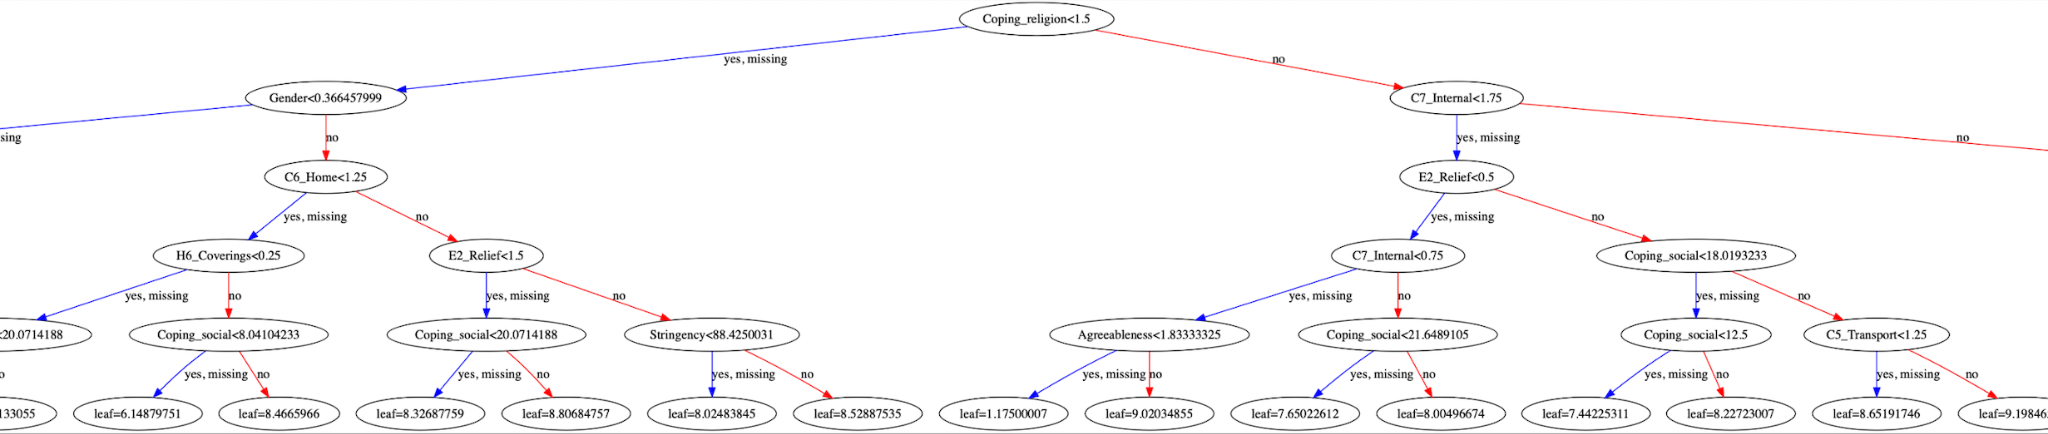 Coping_religion<1.5
yes, missing
no
Gender<0.366457999
C7_Internal<1.75
sing
no
yes, missing
no
C6_Home<1.25
E2_Relief<0.5
yes, missing
no
yes, missing
no
H6_Coverings<0.25
E2_Relief<1.5
C7_Internal<0.75
Coping_social<18.0193233
yes, missing
no
yes, missing
no
yes, missing
no
yes, missing
no
<20.0714188
Coping_social<8.04104233
Coping_social<20.0714188
Stringency<88.4250031
Agreeableness<1.83333325
Coping_social<21.6489105
Coping_social<12.5
C5_Transport<1.25
o
yes, missing
no
yes, missing
no
yes, missing
no
yes, missing
no
yes, missing
no
yes, missing
no
yes, missing
no
133055
leaf=6.14879751
leaf=8.4665966
leaf=8.32687759
leaf=8.80684757
leaf=8.02483845
leaf=8.52887535
leaf=1.17500007
leaf=9.02034855
leaf=7.65022612
leaf=8.00496674
leaf=7.44225311
leaf=8.22723007
leaf=8.65191746
leaf=9.19846